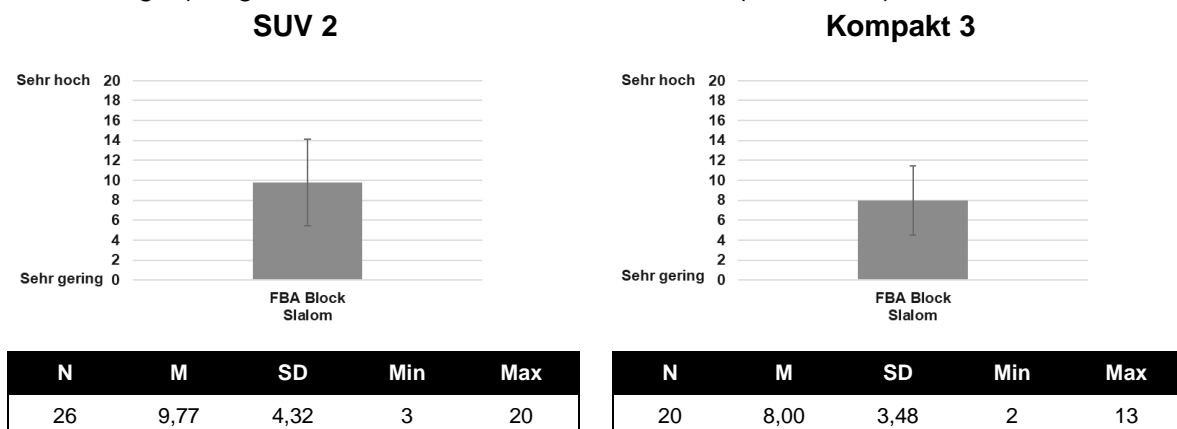 SUV 2
Sehr hoch 20
18
16
14
12
10
8
6
4
2
Sehr gering 0
FBA Block
Slalom
N M SD Min Max
26 9,77 4,32 3 20
Kompakt 3
Sehr hoch 20
18
16
14
12
10
8
6
4
2
Sehr gering 0
FBA Block
Slalom
N M SD Min Max
20 8,00 3,48 2 13